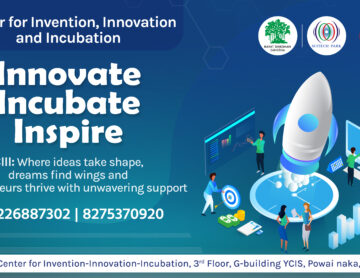 r for Invention, Innovation
and Incubation
Innovate
Incubate
Inspire
CIII: Where ideas take shape,
dreams find wings and
eurs thrive with unwavering support
226887302 | 8275370920
Center for Invention-Innovation-Incubation, 3rd Floor, G-building YCIS, Powai naka,